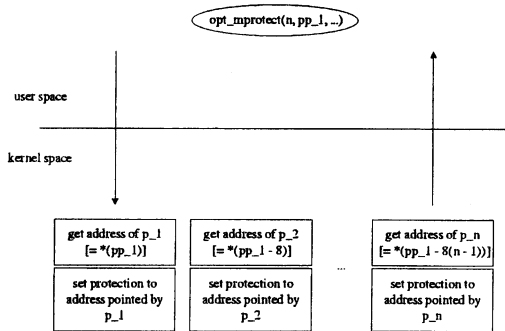 opt_mprotect(n, pp_1, ...)
user space
kernel space
get address of p_1
[= *(pp_1)]
set protection to
address pointed by
p_1
get address of p_2
[= *(pp_1 - 8)]
set protection to
address pointed by
p_2
...
get address of p_n
[= *(pp_1 - 8(n - 1))]
set protection to
address pointed by
p_n